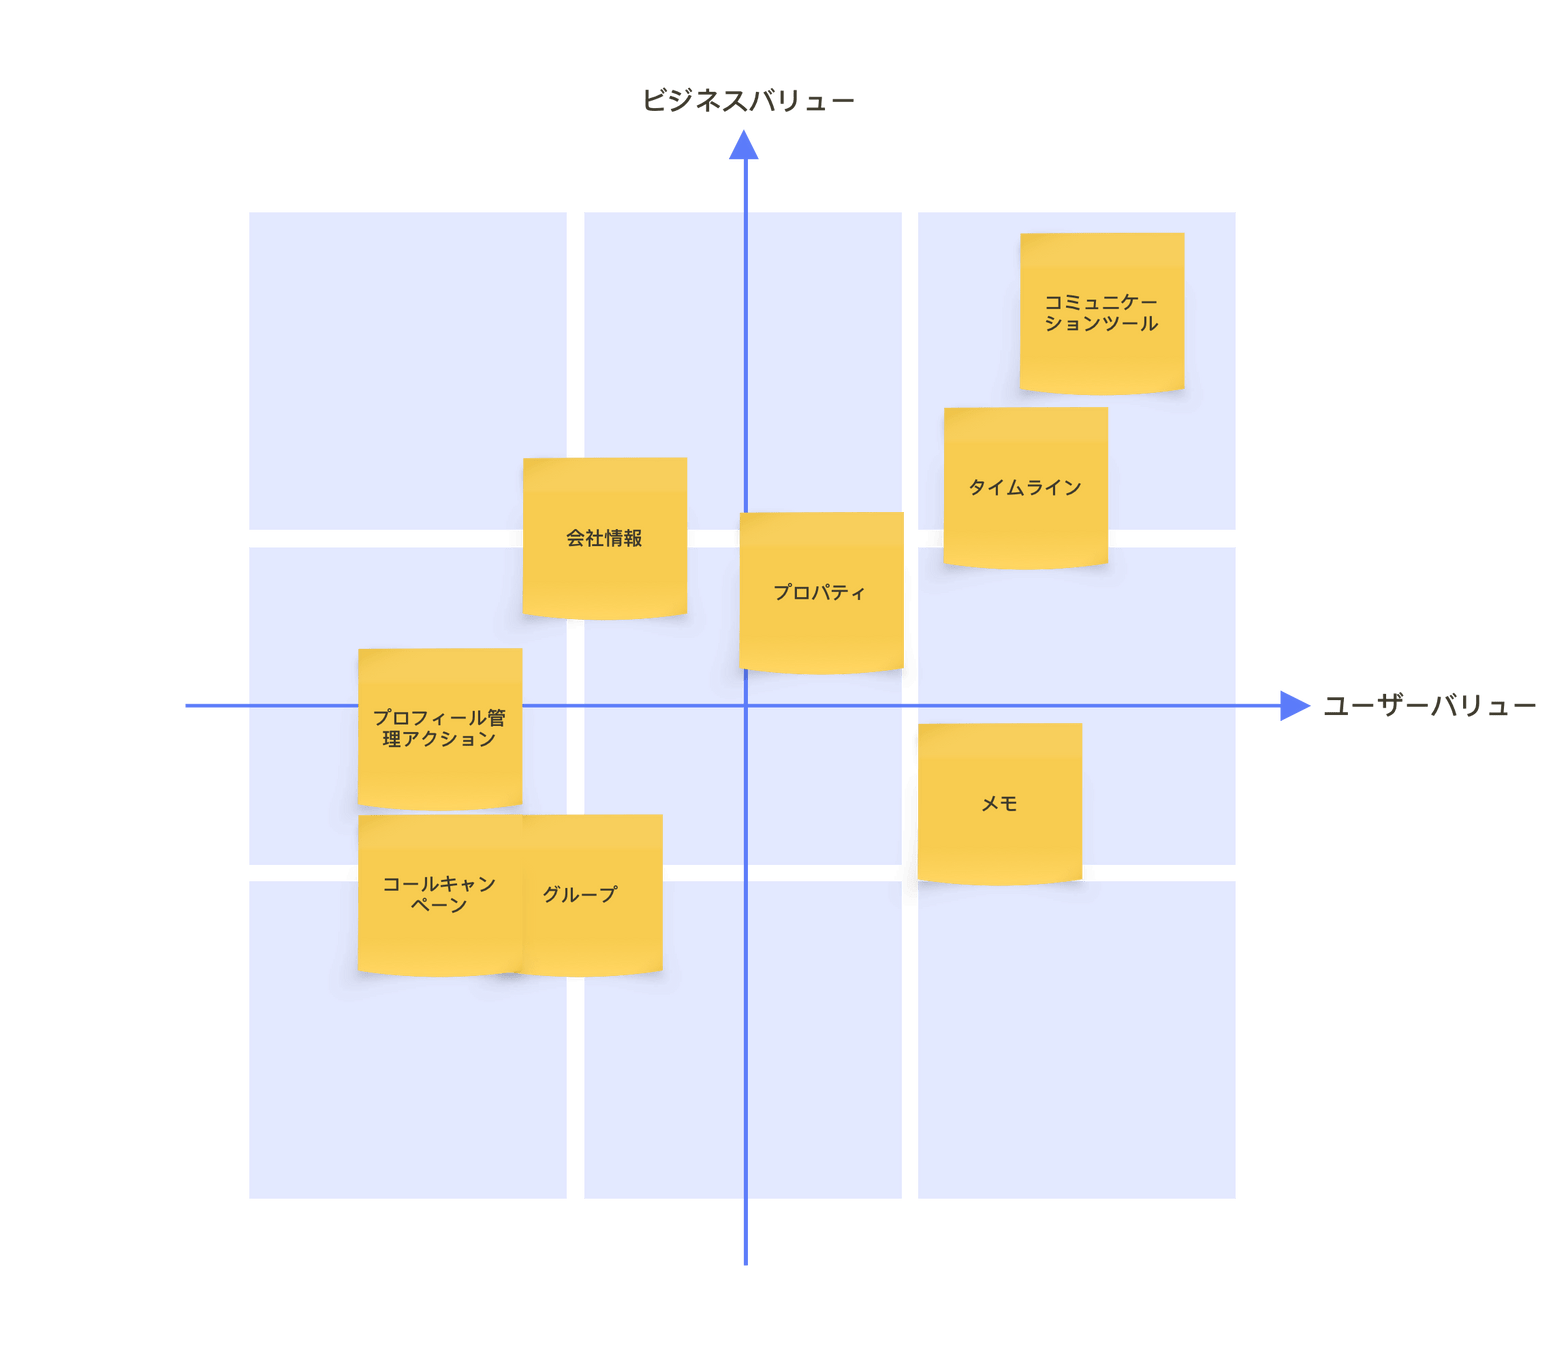 ビジネスバリュー
コミュニケー
ションツール
タイムライン
会社情報
プロパティ
ユーザーバリュー
プロフィール管
理アクション
メモ
コールキャン
ペーン
グループ